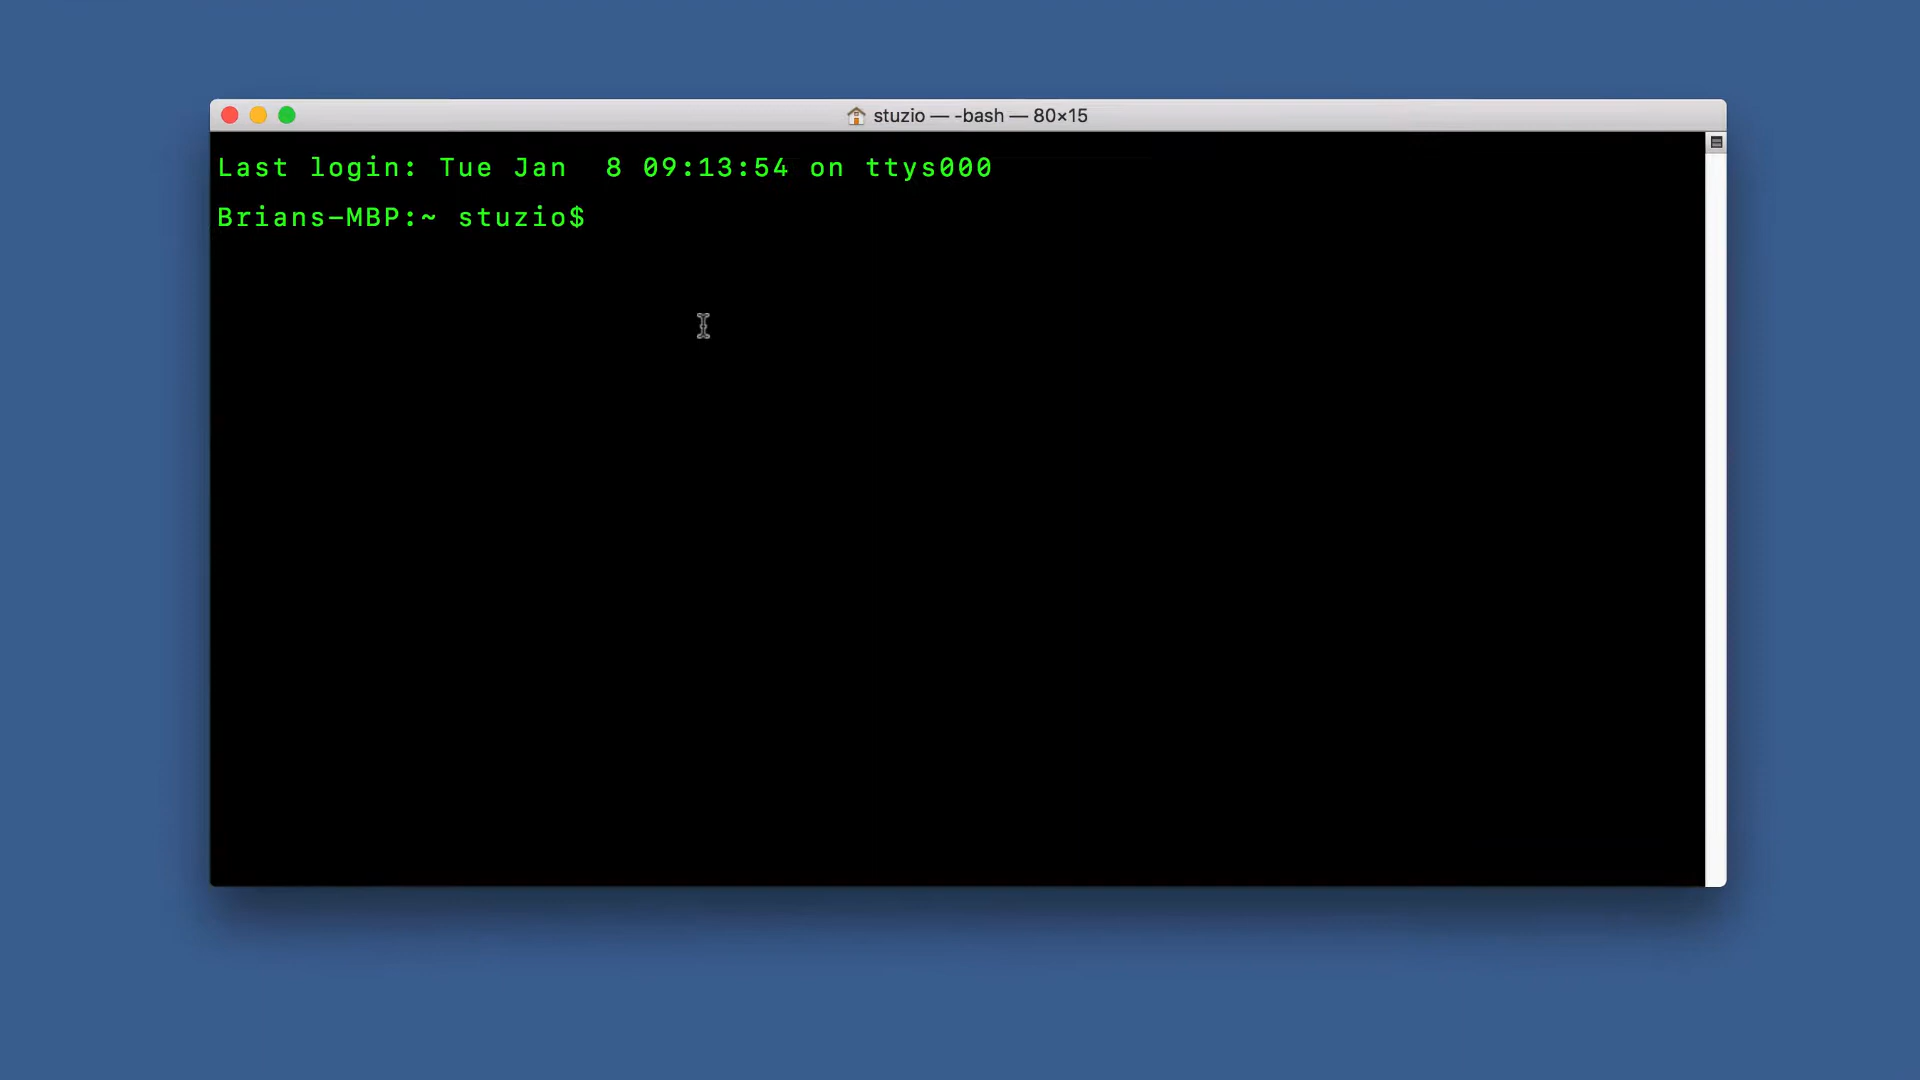 stuzio — -bash — 80×15
Last login: Tue Jan  8 09:13:54 on ttys000
Brians-MBP:~ stuzio$